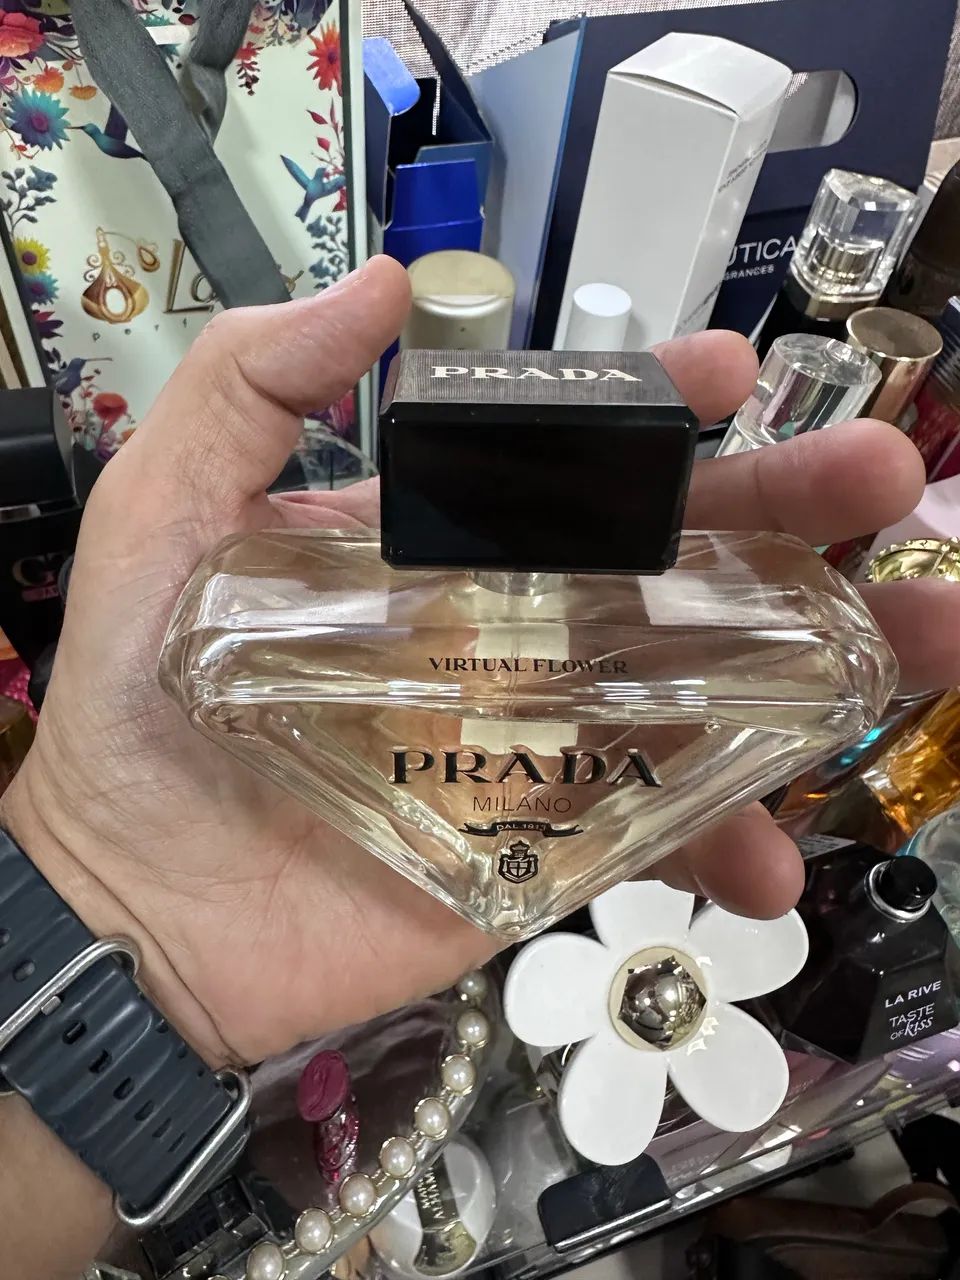 PRADA
VIRTUAL FLOWER
PRADA
MILANO
DAL 1913
LA RIVE
TASTE
OF kiss